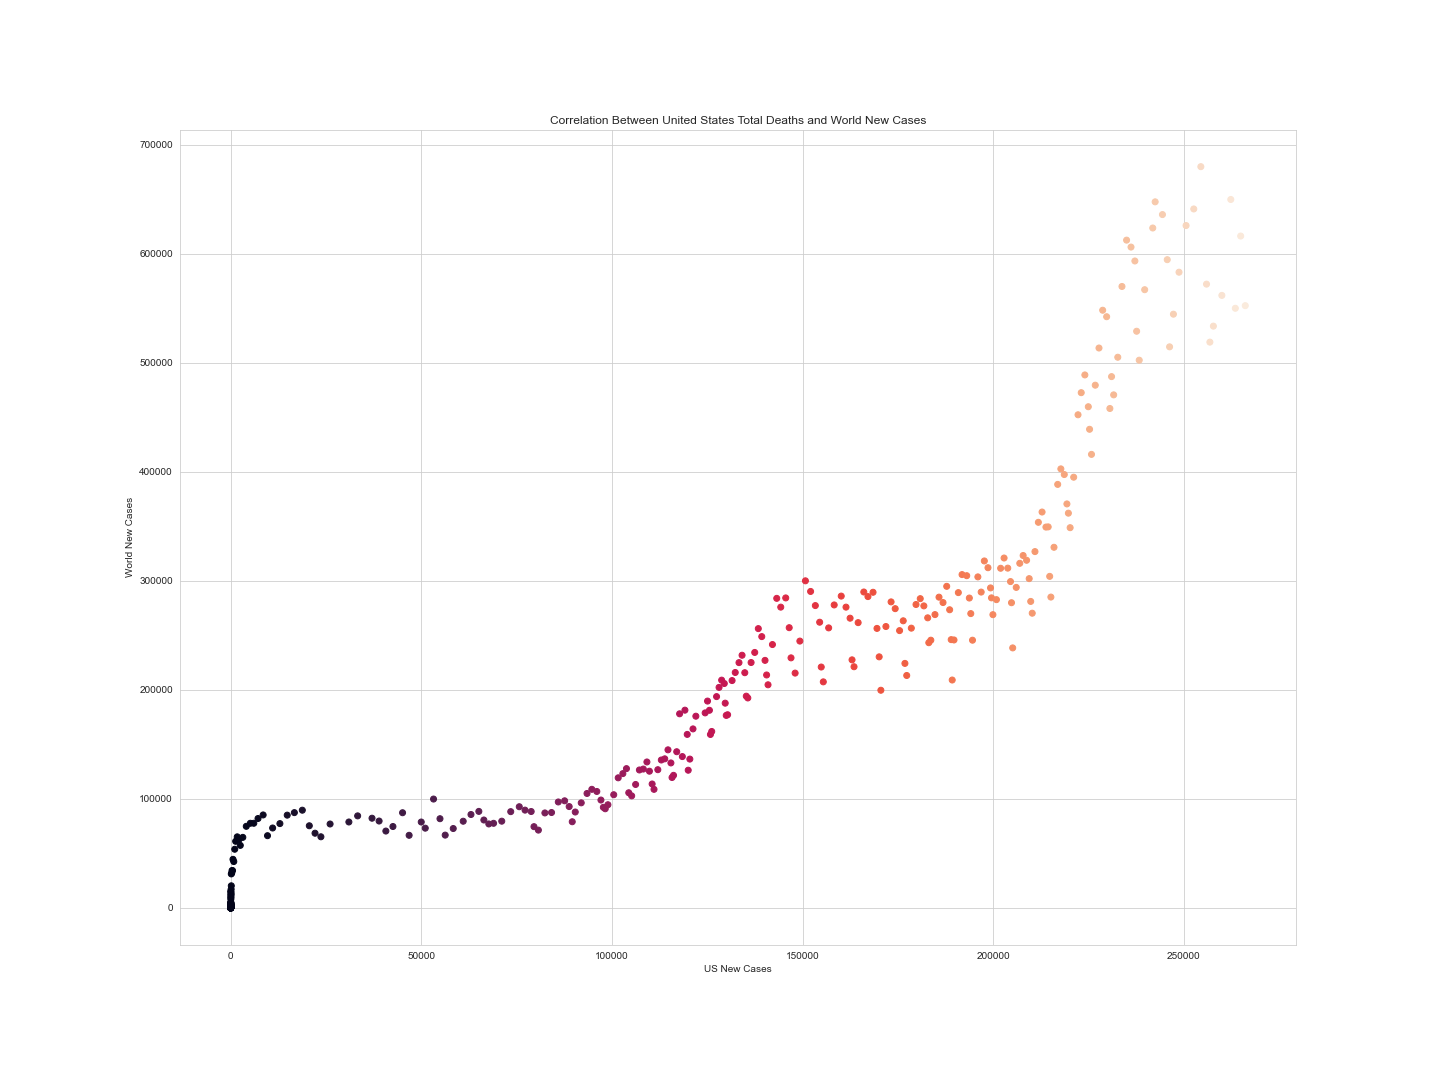 Correlation Between United States Total Deaths and World New Cases
700000
600000
500000
400000
300000
200000
100000
0
World New Cases
0 50000 100000 150000 200000 250000
US New Cases